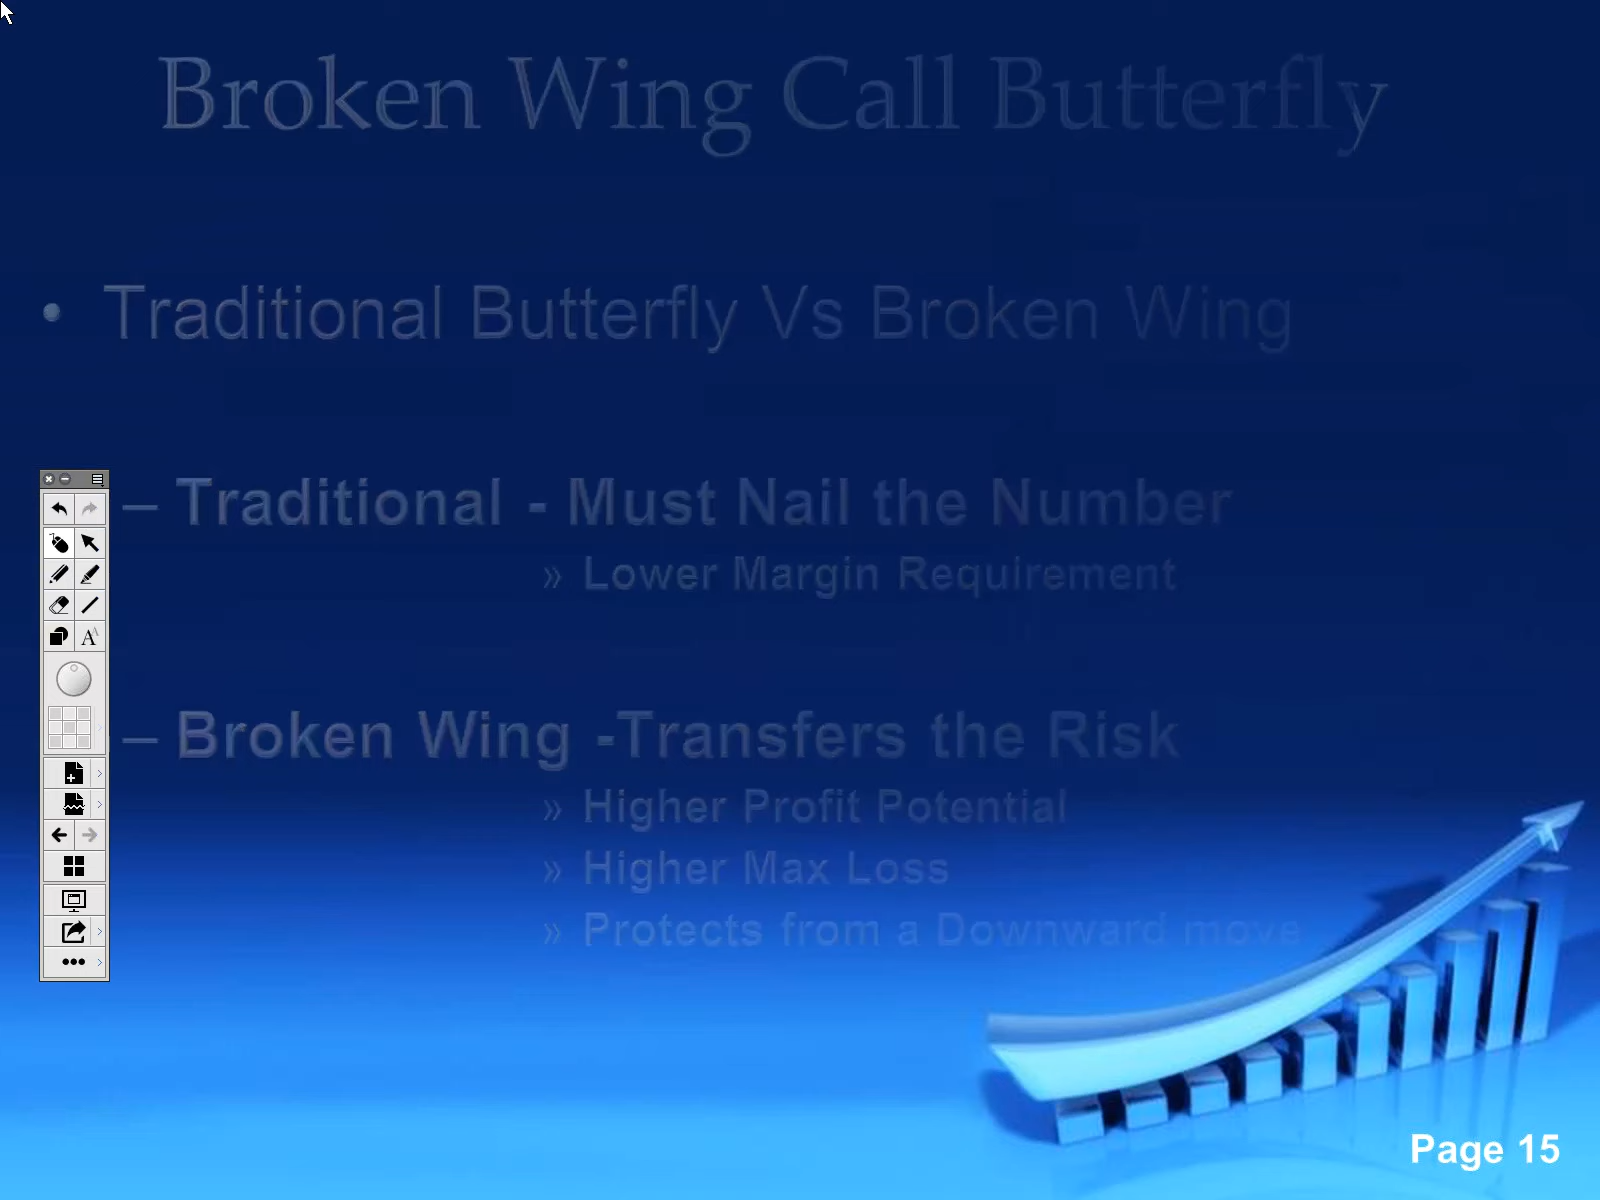 Broken Wing Call Butterfly
• Traditional Butterfly Vs Broken Wing
– Traditional - Must Nail the Number
» Lower Margin Requirement
– Broken Wing -Transfers the Risk
» Higher Profit Potential
» Higher Max Loss
» Protects from a Downward move
Page 15